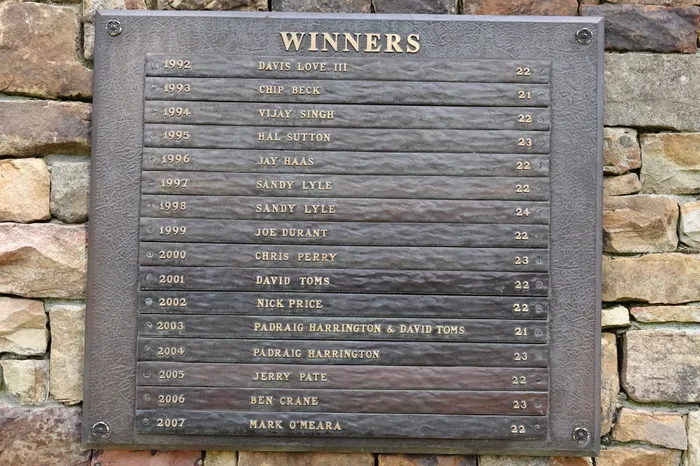 WINNERS
1992 DAVIS LOVE, III 22
1993 CHIP BECK 21
1994 VIJAY SINGH 22
1995 HAL SUTTON 23
1996 JAY HAAS 22
1997 SANDY LYLE 22
1998 SANDY LYLE 24
1999 JOE DURANT 22
2000 CHRIS PERRY 23
2001 DAVID TOMS 22
2002 NICK PRICE 22
2003 PADRAIG HARRINGTON & DAVID TOMS 21
2004 PADRAIG HARRINGTON 23
2005 JERRY PATE 22
2006 BEN CRANE 23
2007 MARK O'MEARA 22